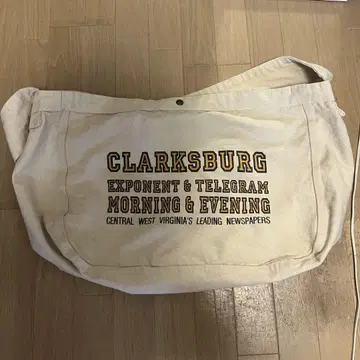 CLARKSBURG
EXPONENT & TELEGRAM
MORNING & EVENING
CENTRAL WEST VIRGINIA'S LEADING NEWSPAPERS